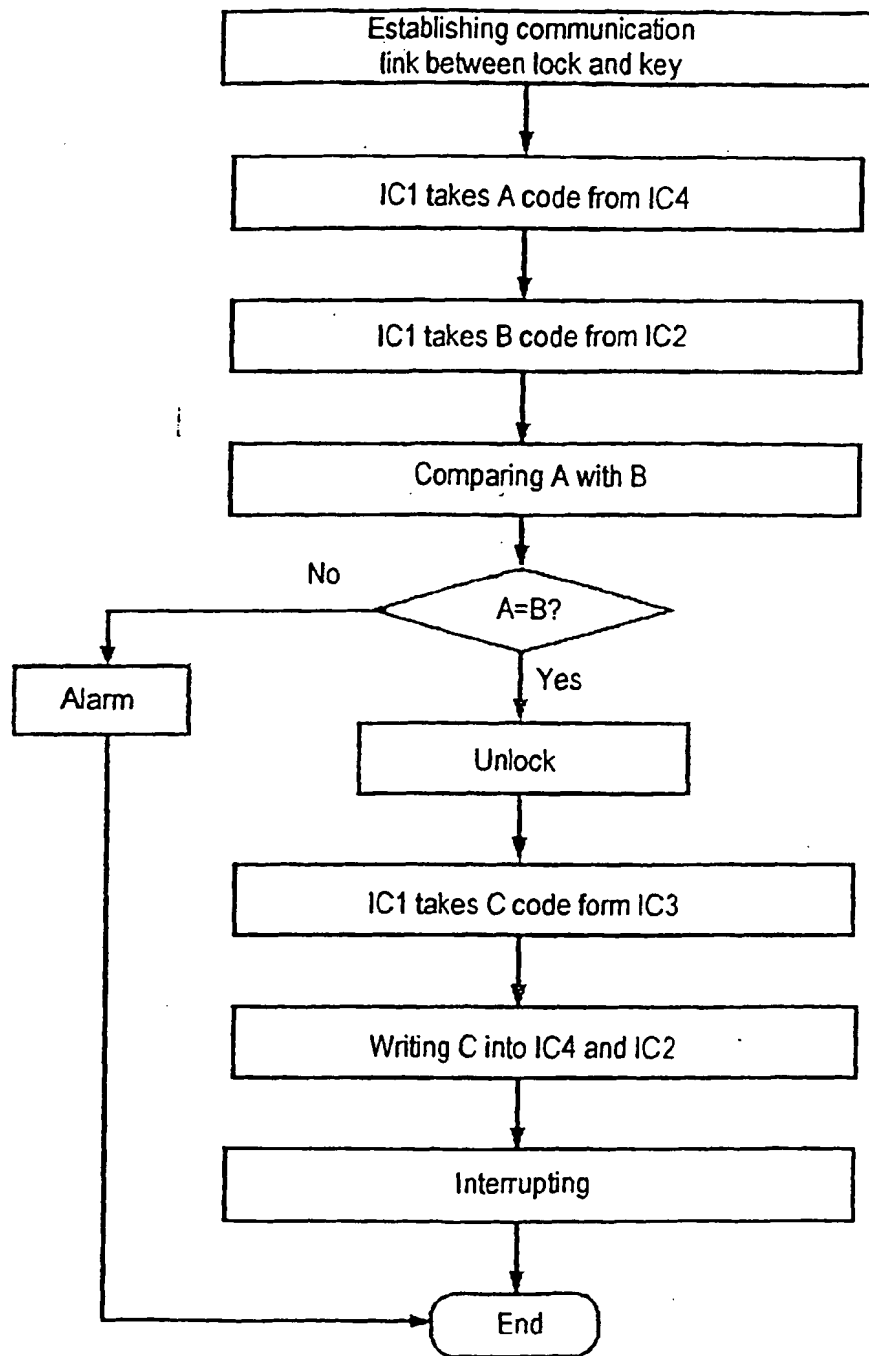 Establishing communication
link between lock and key
IC1 takes A code from IC4
IC1 takes B code from IC2
Comparing A with B
No
A=B?
Alarm
Yes
Unlock
IC1 takes C code form IC3
Writing C into IC4 and IC2
Interrupting
End